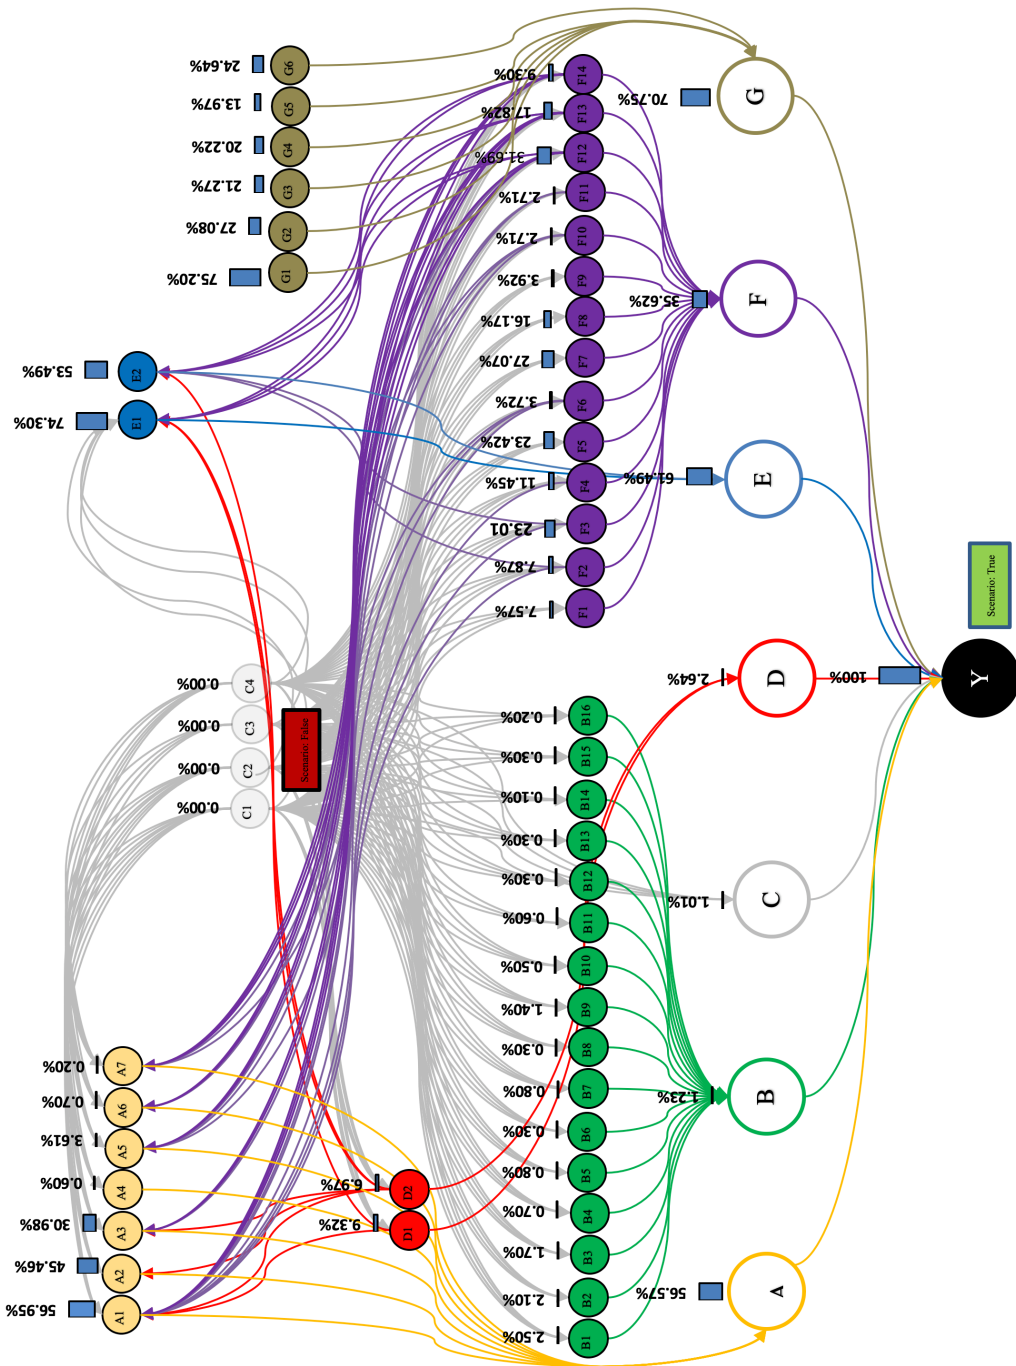 24.64%
G6
13.97%
G5
20.22%
G4
21.27%
G3
27.08%
G2
75.20%
G1
9.30%
F14
17.82%
F13
31.69%
F12
2.71%
F11
2.71%
F10
3.92%
F9
16.17%
F8
27.07%
F7
3.72%
F6
23.42%
F5
11.45%
F4
23.01
F3
7.87%
F2
7.57%
F1
70.75%
G
35.62%
F
53.49%
E2
74.30%
E1
61.49%
E
0.00%
C4
0.00%
C3
0.00%
C2
0.00%
C1
Scenario: False
2.64%
D
100%
Y
Scenario: True
0.20%
B16
0.30%
B15
0.10%
B14
0.30%
B13
0.30%
B12
0.60%
B11
0.50%
B10
1.40%
B9
0.30%
B8
0.80%
B7
0.30%
B6
0.80%
B5
0.70%
B4
1.70%
B3
2.10%
B2
2.50%
B1
1.01%
C
1.23%
B
0.20%
A7
0.70%
A6
3.61%
A5
0.60%
A4
30.98%
A3
45.46%
A2
56.95%
A1
6.97%
D2
9.32%
D1
56.57%
A